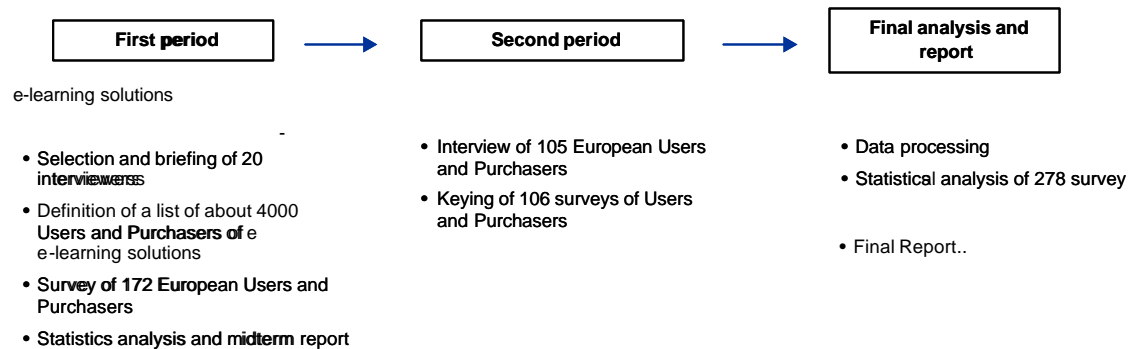 First period
Second period
Final analysis and
report
e-learning solutions
-
• Selection and briefing of 20
interviewerss
• Definition of a list of about 4000
Users and Purchasers of e
e-learning solutions
• Survey of 172 European Users and
Purchasers
• Statistics analysis and midterm report
• Interview of 105 European Users
and Purchasers
• Keying of 106 surveys of Users
and Purchasers
• Data processing
• Statistical analysis of 278 survey
• Final Report..